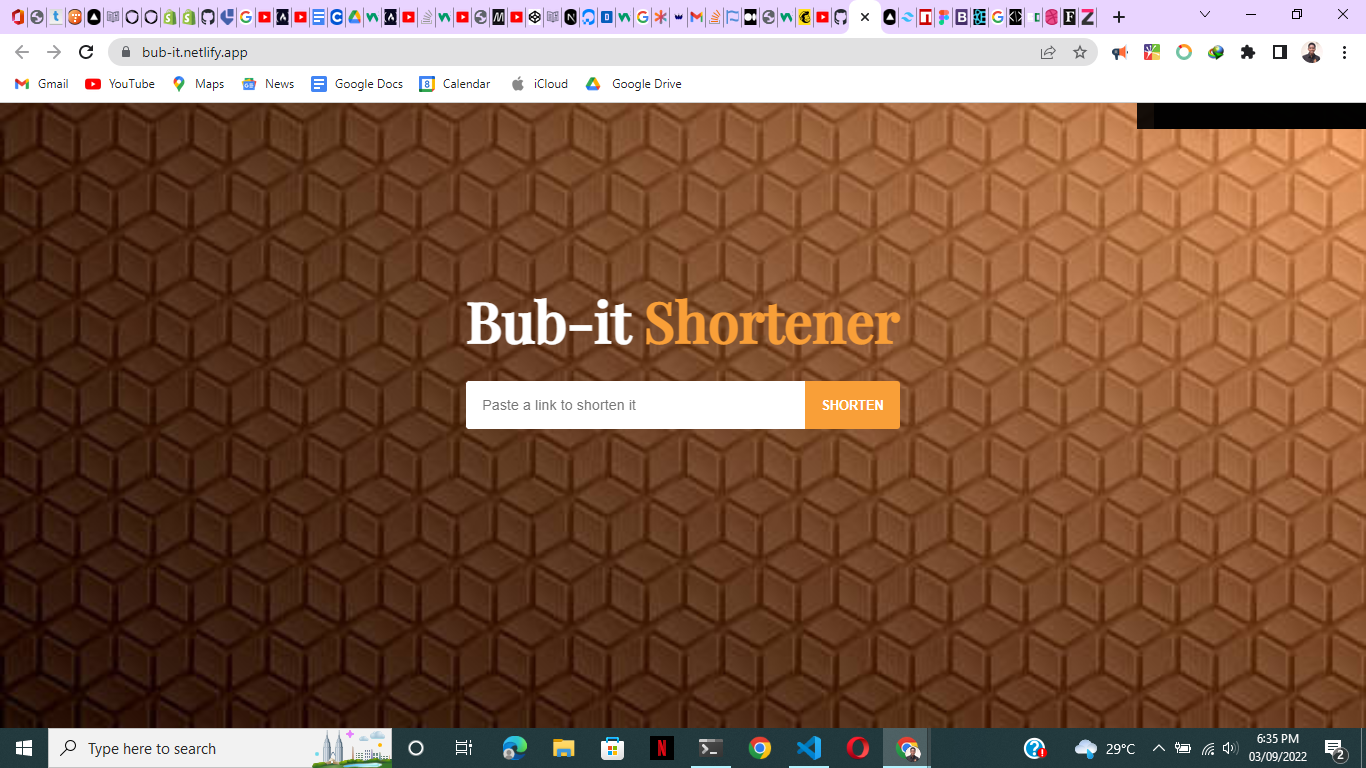 bub-it.netlify.app
Gmail
YouTube
Maps
News
Google Docs
Calendar
iCloud
Google Drive
Bub-it Shortener
Paste a link to shorten it
SHORTEN
Type here to search
29°C
6:35 PM
03/09/2022
2